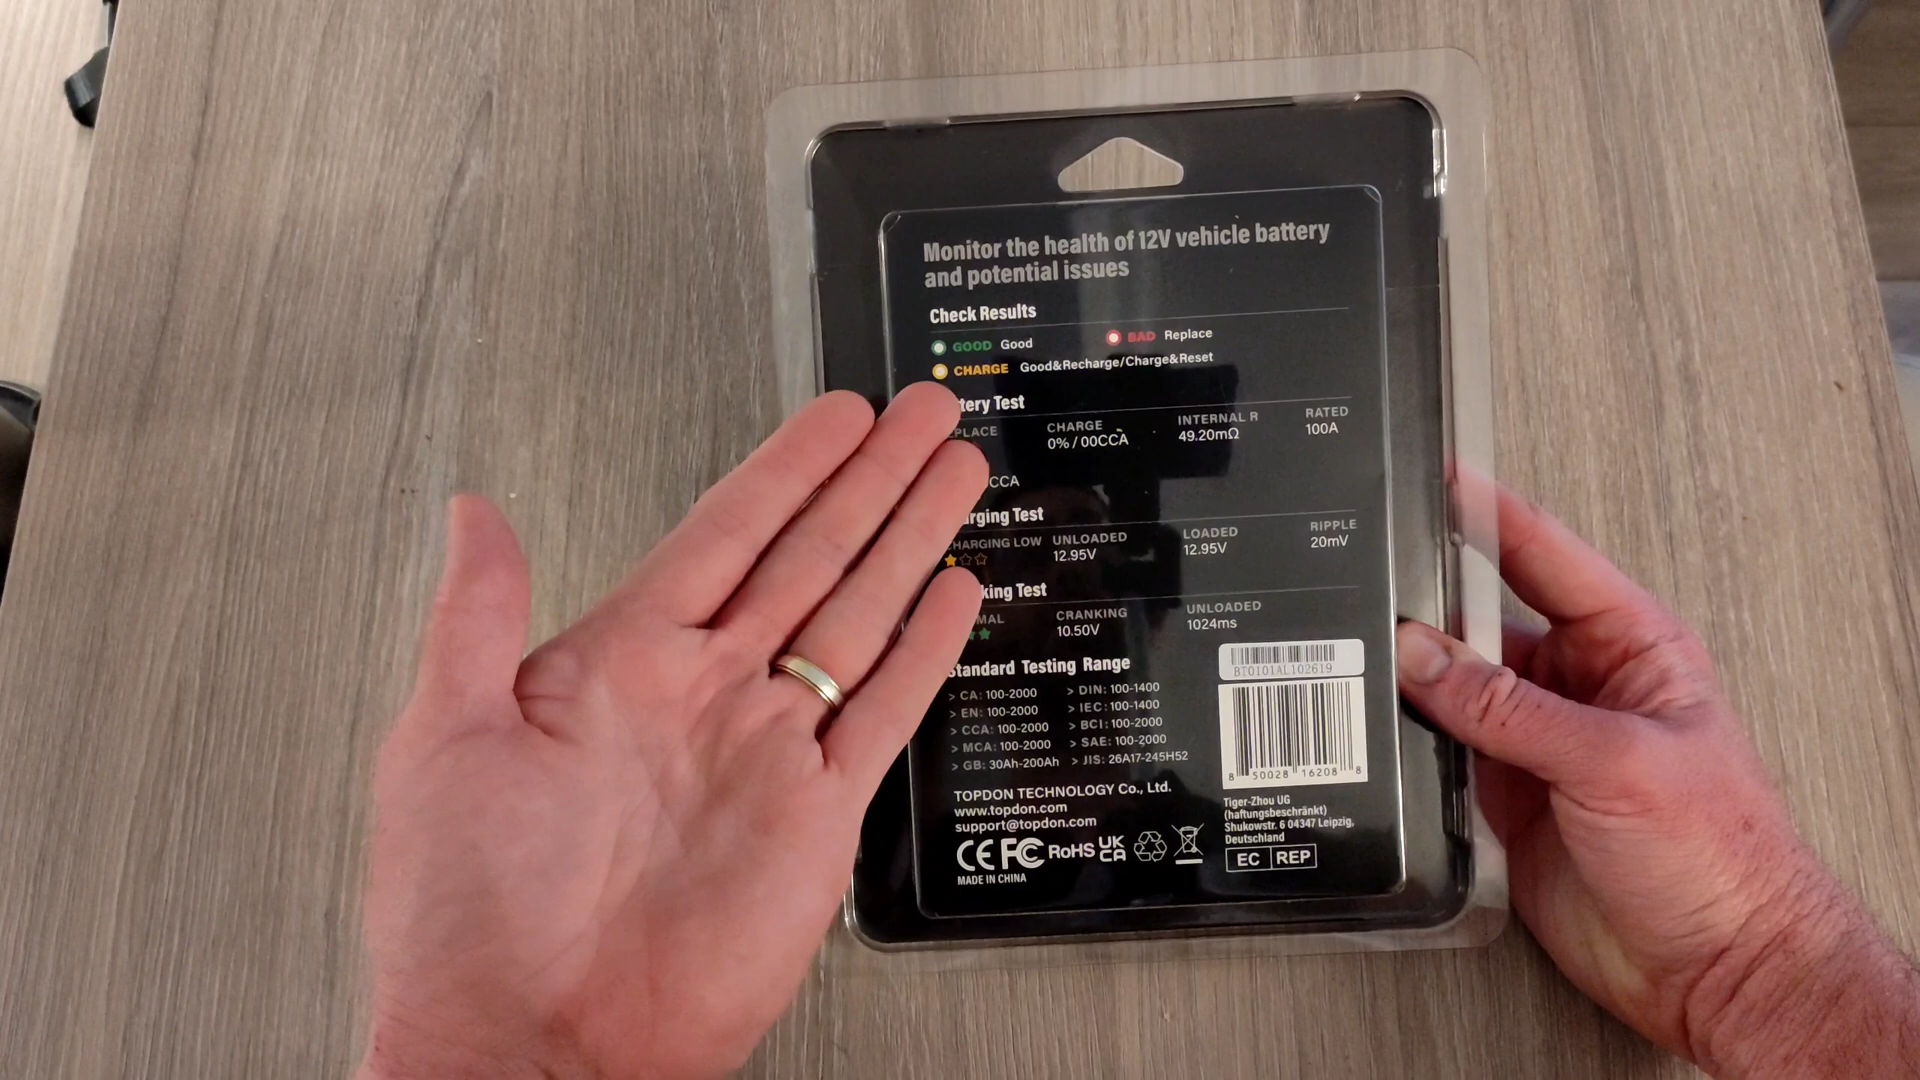 Monitor the health of 12V vehicle battery
and potential issues
Check Results
GOOD Good BAD Replace
CHARGE Good&Recharge/Charge&Reset
Test
CHARGE INTERNAL R RATED
0% / 00CCA 49.20mΩ 100A
CCA
Test
CHARGING LOW UNLOADED LOADED RIPPLE
12.95V 12.95V 20mV
Test
CRANKING UNLOADED
10.50V 1024ms
Standard Testing Range
> CA: 100-2000 > DIN: 100-1400
> EN: 100-2000 > IEC: 100-1400
> CCA: 100-2000 > BCI: 100-2000
> MCA: 100-2000 > SAE: 100-2000
> GB: 30Ah-200Ah > JIS: 26A17-245H52
BT0101AL102619
8 50028 16208 8
TOPDON TECHNOLOGY Co., Ltd.
www.topdon.com
support@topdon.com
CE FC RoHS UK
CA
MADE IN CHINA
Tiger-Zhou UG
(haftungsbeschränkt)
Shukowstr. 6 04347 Leipzig,
Deutschland
EC REP